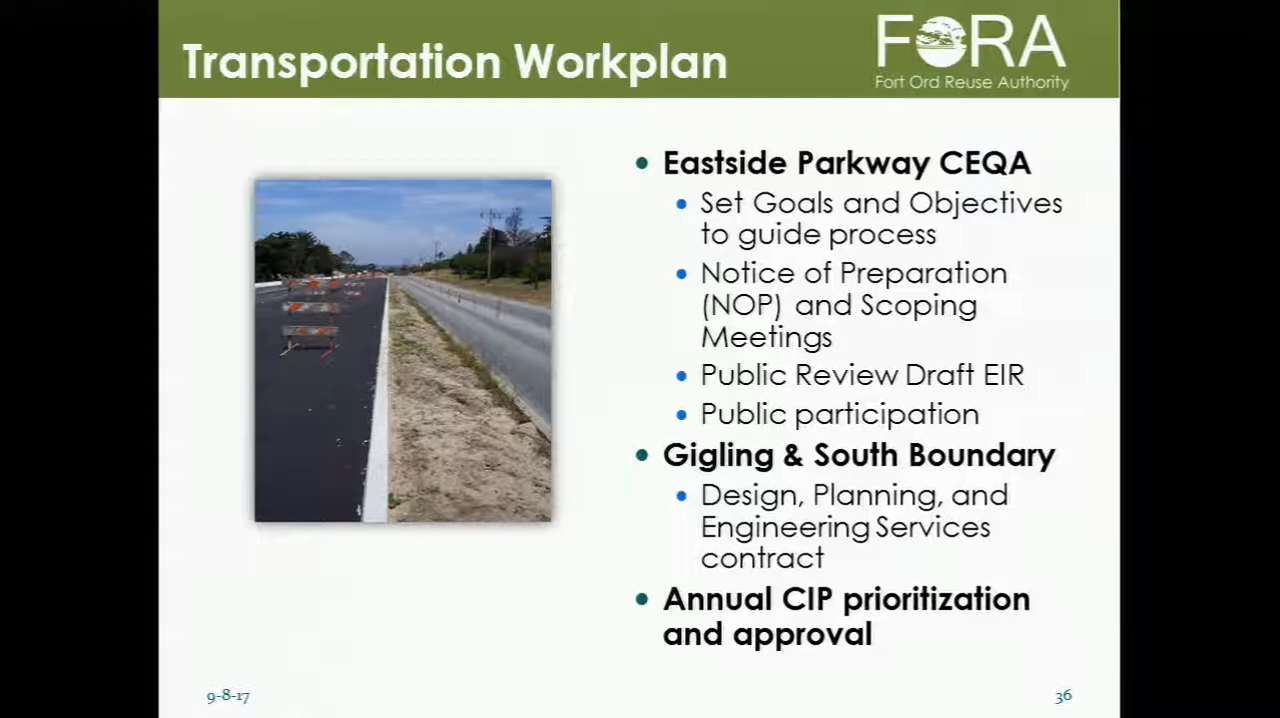 Transportation Workplan
FORA
Fort Ord Reuse Authority
• Eastside Parkway CEQA
• Set Goals and Objectives
to guide process
• Notice of Preparation
(NOP) and Scoping
Meetings
• Public Review Draft EIR
• Public participation
• Gigling & South Boundary
• Design, Planning, and
Engineering Services
contract
• Annual CIP prioritization
and approval
9-8-17
36